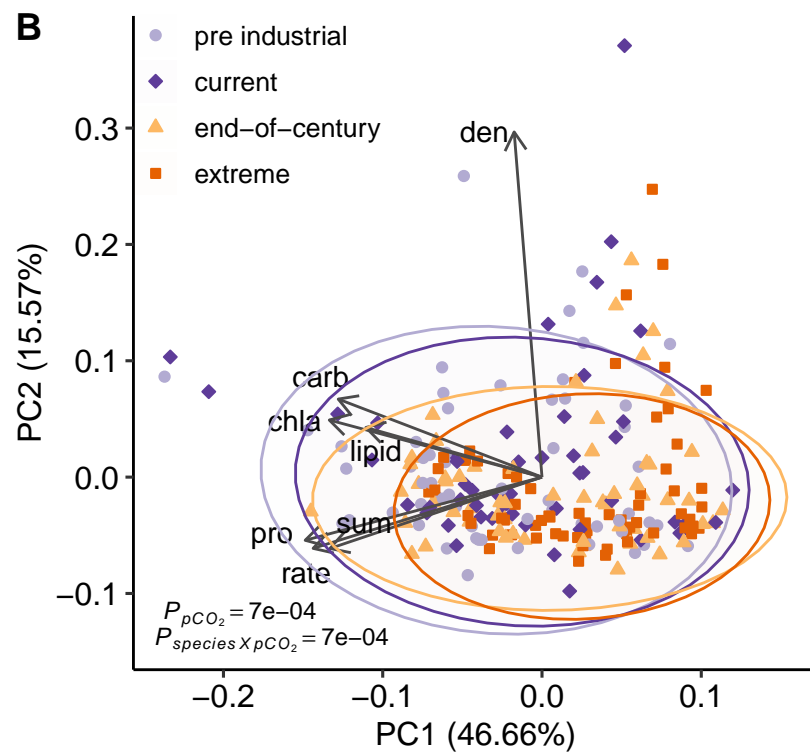 B
pre industrial
current
end−of−century
extreme
den
carb
chla
lipid
sum
pro
rate
P pCO₂ = 7e−04
P species X pCO₂ = 7e−04
0.3
0.2
0.1
0.0
−0.1
PC2 (15.57%)
−0.2 −0.1 0.0 0.1
PC1 (46.66%)